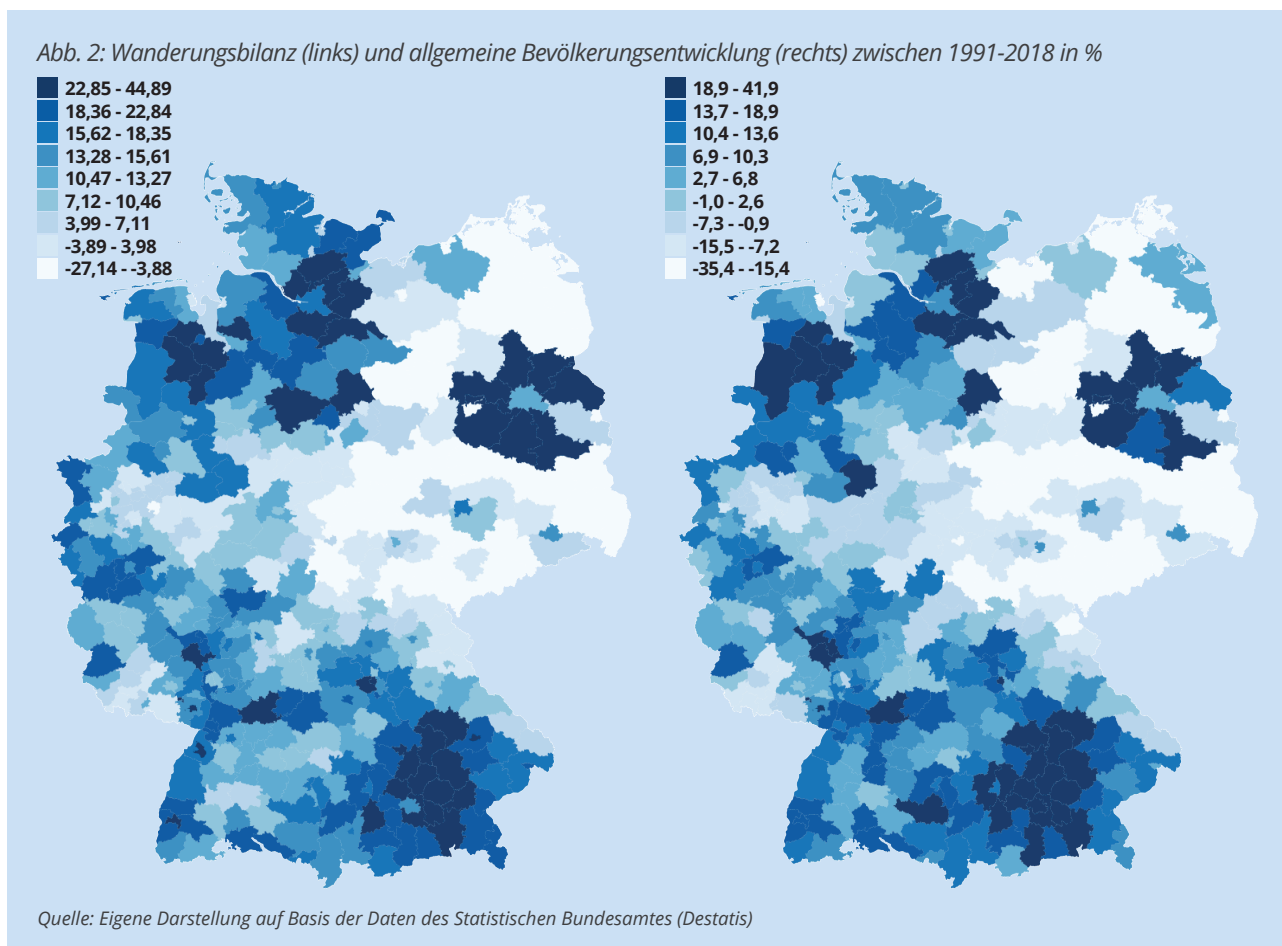 Abb. 2: Wanderungsbilanz (links) und allgemeine Bevölkerungsentwicklung (rechts) zwischen 1991-2018 in %
22,85 - 44,89
18,36 - 22,84
15,62 - 18,35
13,28 - 15,61
10,47 - 13,27
7,12 - 10,46
3,99 - 7,11
-3,89 - 3,98
-27,14 - -3,88
18,9 - 41,9
13,7 - 18,9
10,4 - 13,6
6,9 - 10,3
2,7 - 6,8
-1,0 - 2,6
-7,3 - -0,9
-15,5 - -7,2
-35,4 - -15,4
Quelle: Eigene Darstellung auf Basis der Daten des Statistischen Bundesamtes (Destatis)